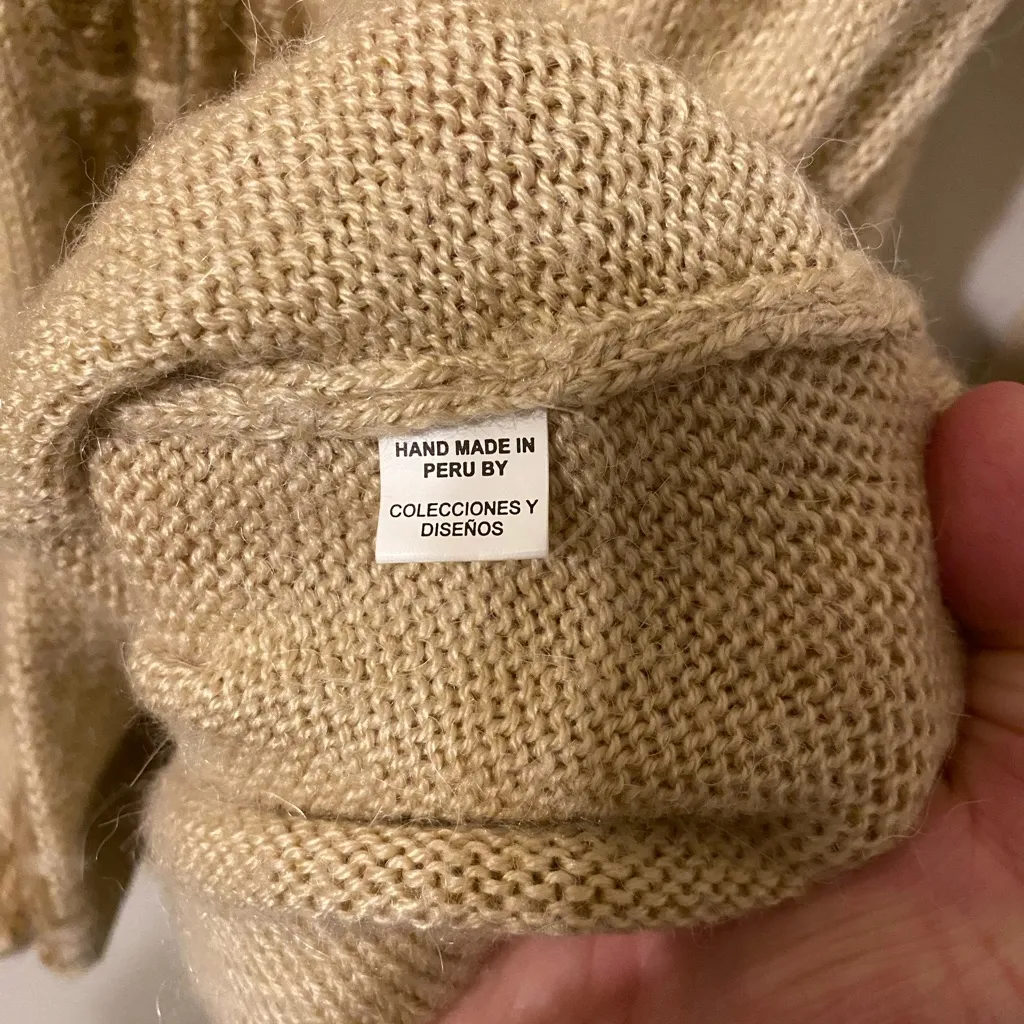 HAND MADE IN
PERU BY
COLECCIONES Y
DISEÑOS